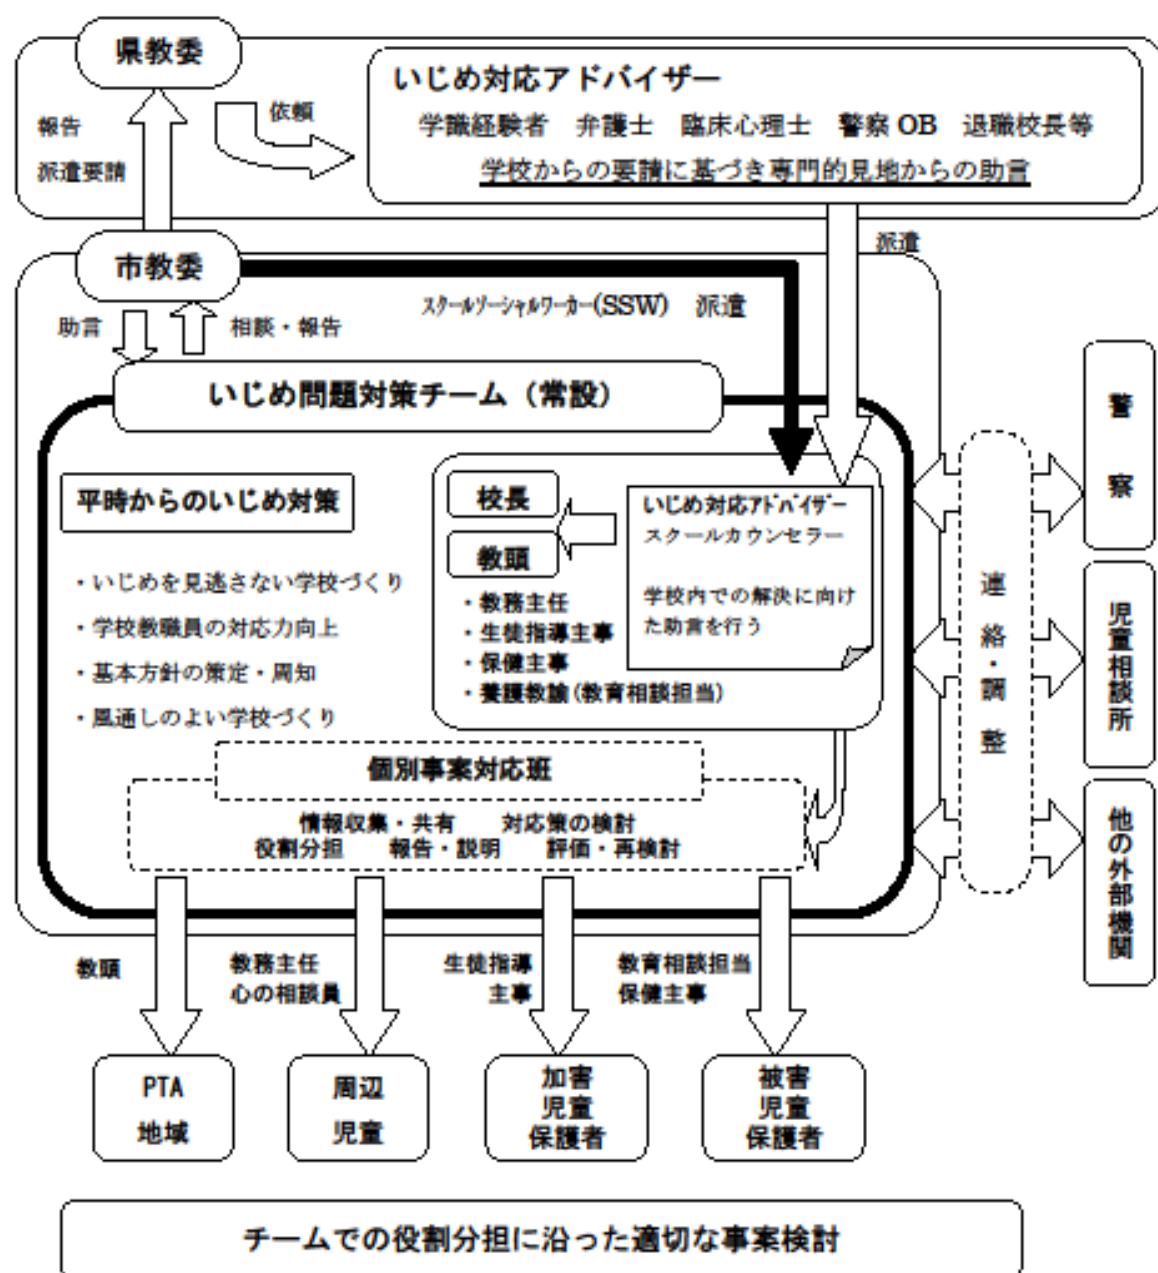 県教委
いじめ対応アドバイザー
学識経験者 弁護士 臨床心理士 警察OB 退職校長等
学校からの要請に基づき専門的見地からの助言
報告
派遣要請
依頼
派遣
市教委
スクールソーシャルワーカー(SSW) 派遣
助言
相談・報告
いじめ問題対策チーム（常設）
平時からのいじめ対策
・いじめを見逃さない学校づくり
・学校教職員の対応力向上
・基本方針の策定・周知
・風通しのよい学校づくり
校長
教頭
・教務主任
・生徒指導主事
・保健主事
・養護教諭(教育相談担当)
いじめ対応アドバイザー
スクールカウンセラー
学校内での解決に向け
た助言を行う
個別事案対応班
情報収集・共有 対応策の検討
役割分担 報告・説明 評価・再検討
連絡・調整
警察
児童相談所
他の外部機関
教頭
教務主任
心の相談員
生徒指導
主事
教育相談担当
保健主事
PTA
地域
周辺
児童
加害
児童
保護者
被害
児童
保護者
チームでの役割分担に沿った適切な事案検討